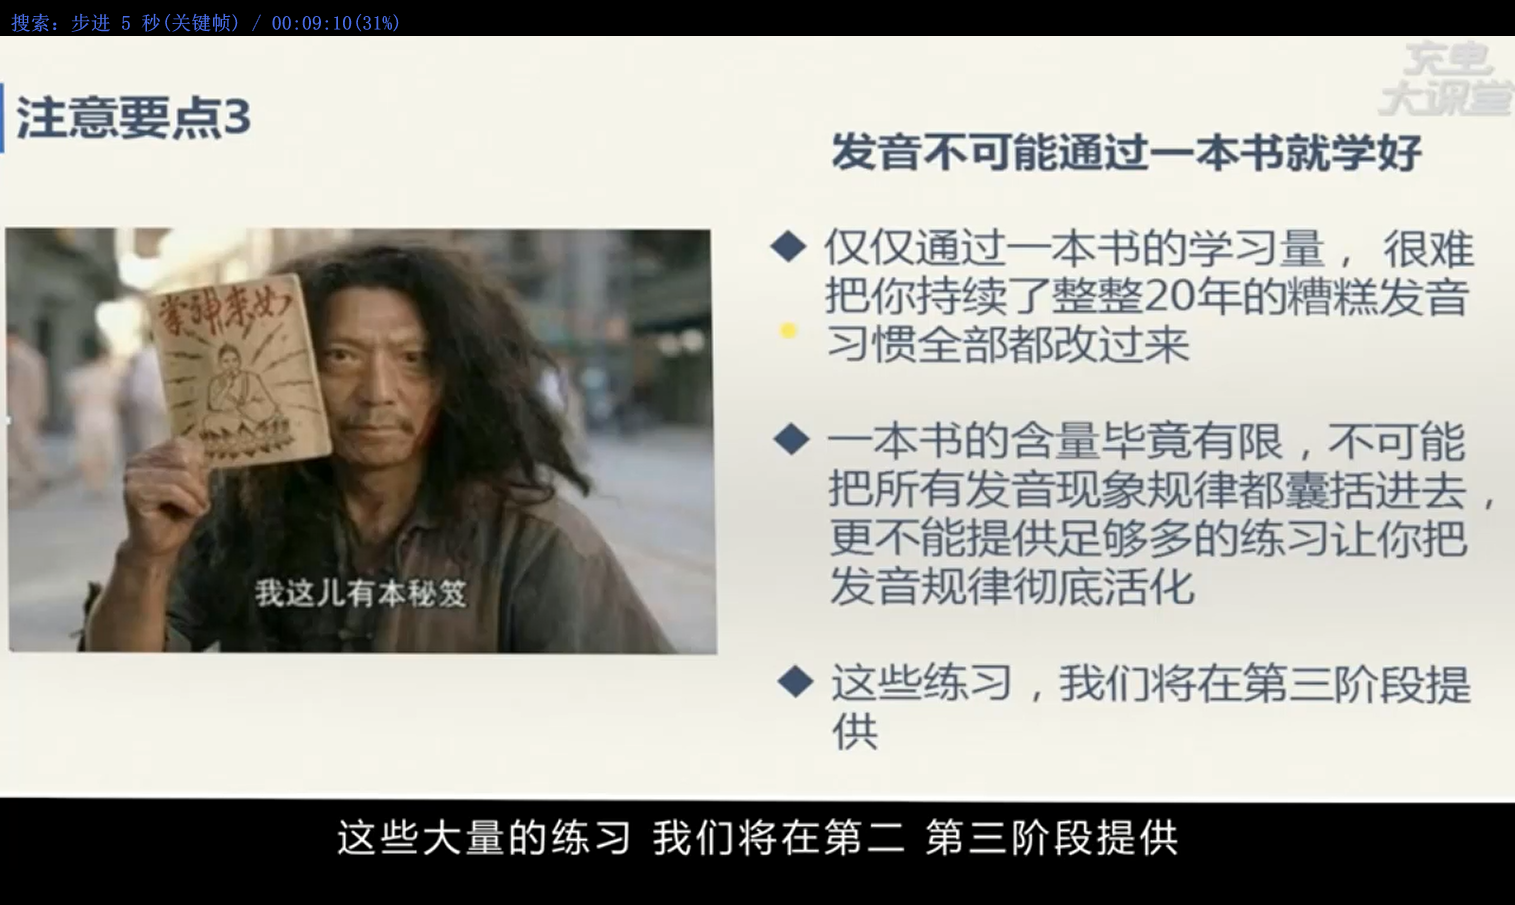 搜索: 步进 5 秒(关键帧) / 00:09:10(31%)
充电
大课堂
注意要点3
发音不可能通过一本书就学好
仅仅通过一本书的学习量， 很难
把你持续了整整20年的糟糕发音
习惯全部都改过来
掌神来如
我这儿有本秘笈
一本书的含量毕竟有限，不可能
把所有发音现象规律都囊括进去，
更不能提供足够多的练习让你把
发音规律彻底活化
这些练习，我们将在第三阶段提
供
这些大量的练习 我们将在第二 第三阶段提供